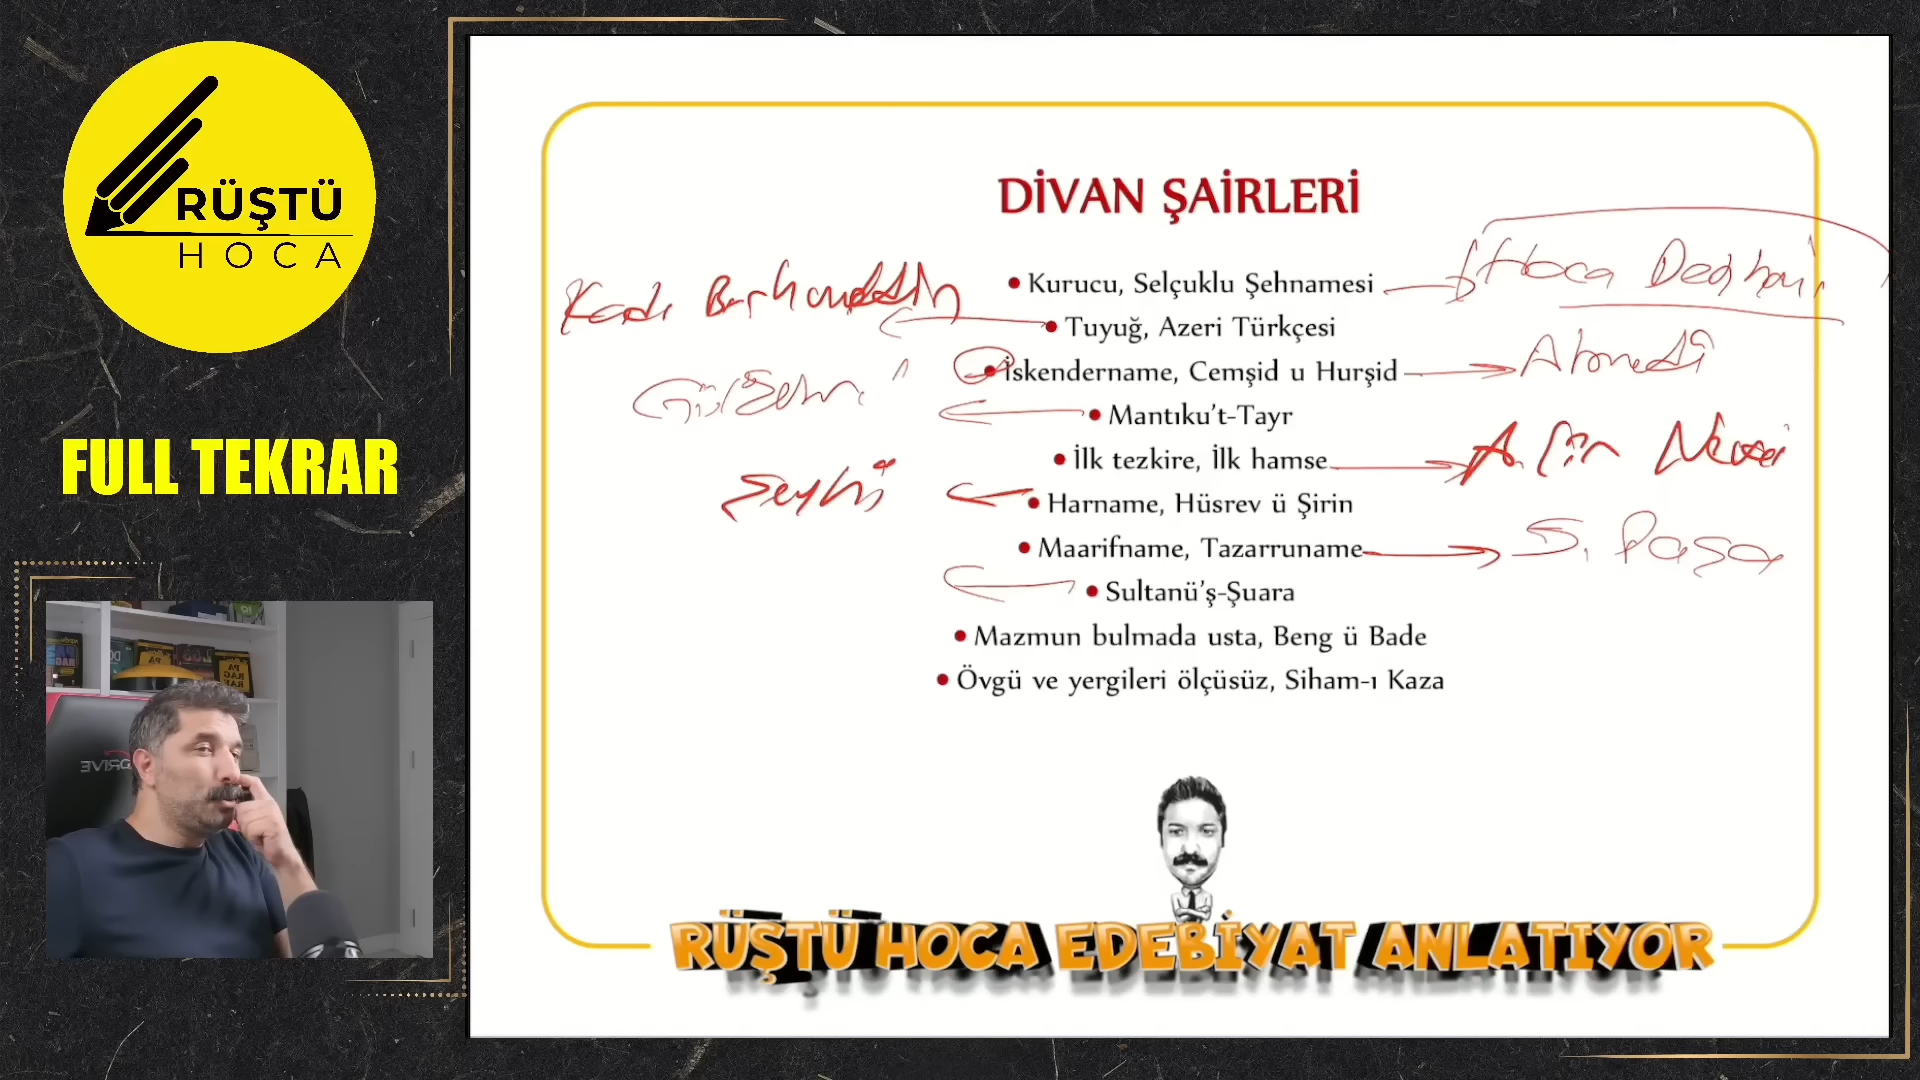 RÜŞTÜ
HOCA
FULL TEKRAR
DİVAN ŞAİRLERİ
• Kurucu, Selçuklu Şehnamesi
Hoca Dehhani
Kadı Burhaneddin
• Tuyuğ, Azeri Türkçesi
• İskendername, Cemşid u Hurşid
Ahmedi
Gülşehri
• Mantıku't-Tayr
• İlk tezkire, İlk hamse
A. Şir Nevai
Şeyhi
• Harname, Hüsrev ü Şirin
• Maarifname, Tazarruname
S. Paşa
• Sultanü'ş-Şuara
• Mazmun bulmada usta, Beng ü Bade
• Övgü ve yergileri ölçüsüz, Siham-ı Kaza
RÜŞTÜ HOCA EDEBİYAT ANLATIYOR